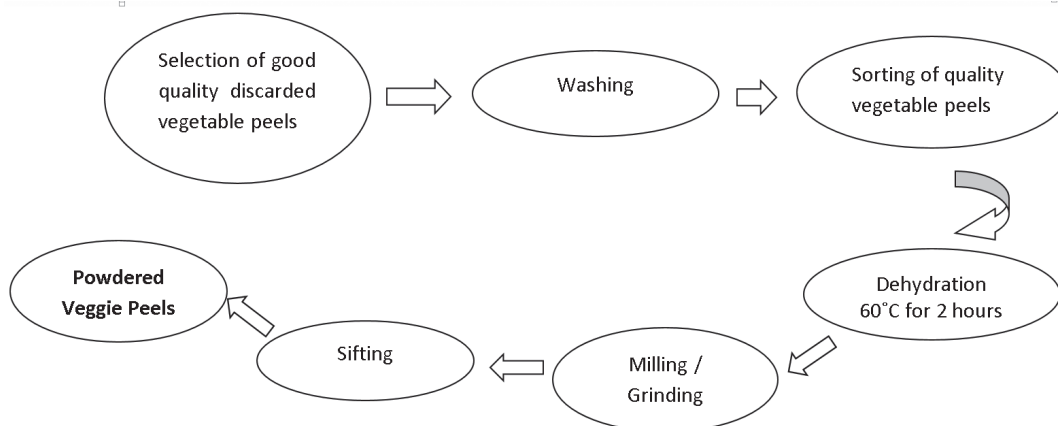 Selection of good
quality discarded
vegetable peels
Washing
Sorting of quality
vegetable peels
Dehydration
60˚C for 2 hours
Milling /
Grinding
Sifting
Powdered
Veggie Peels